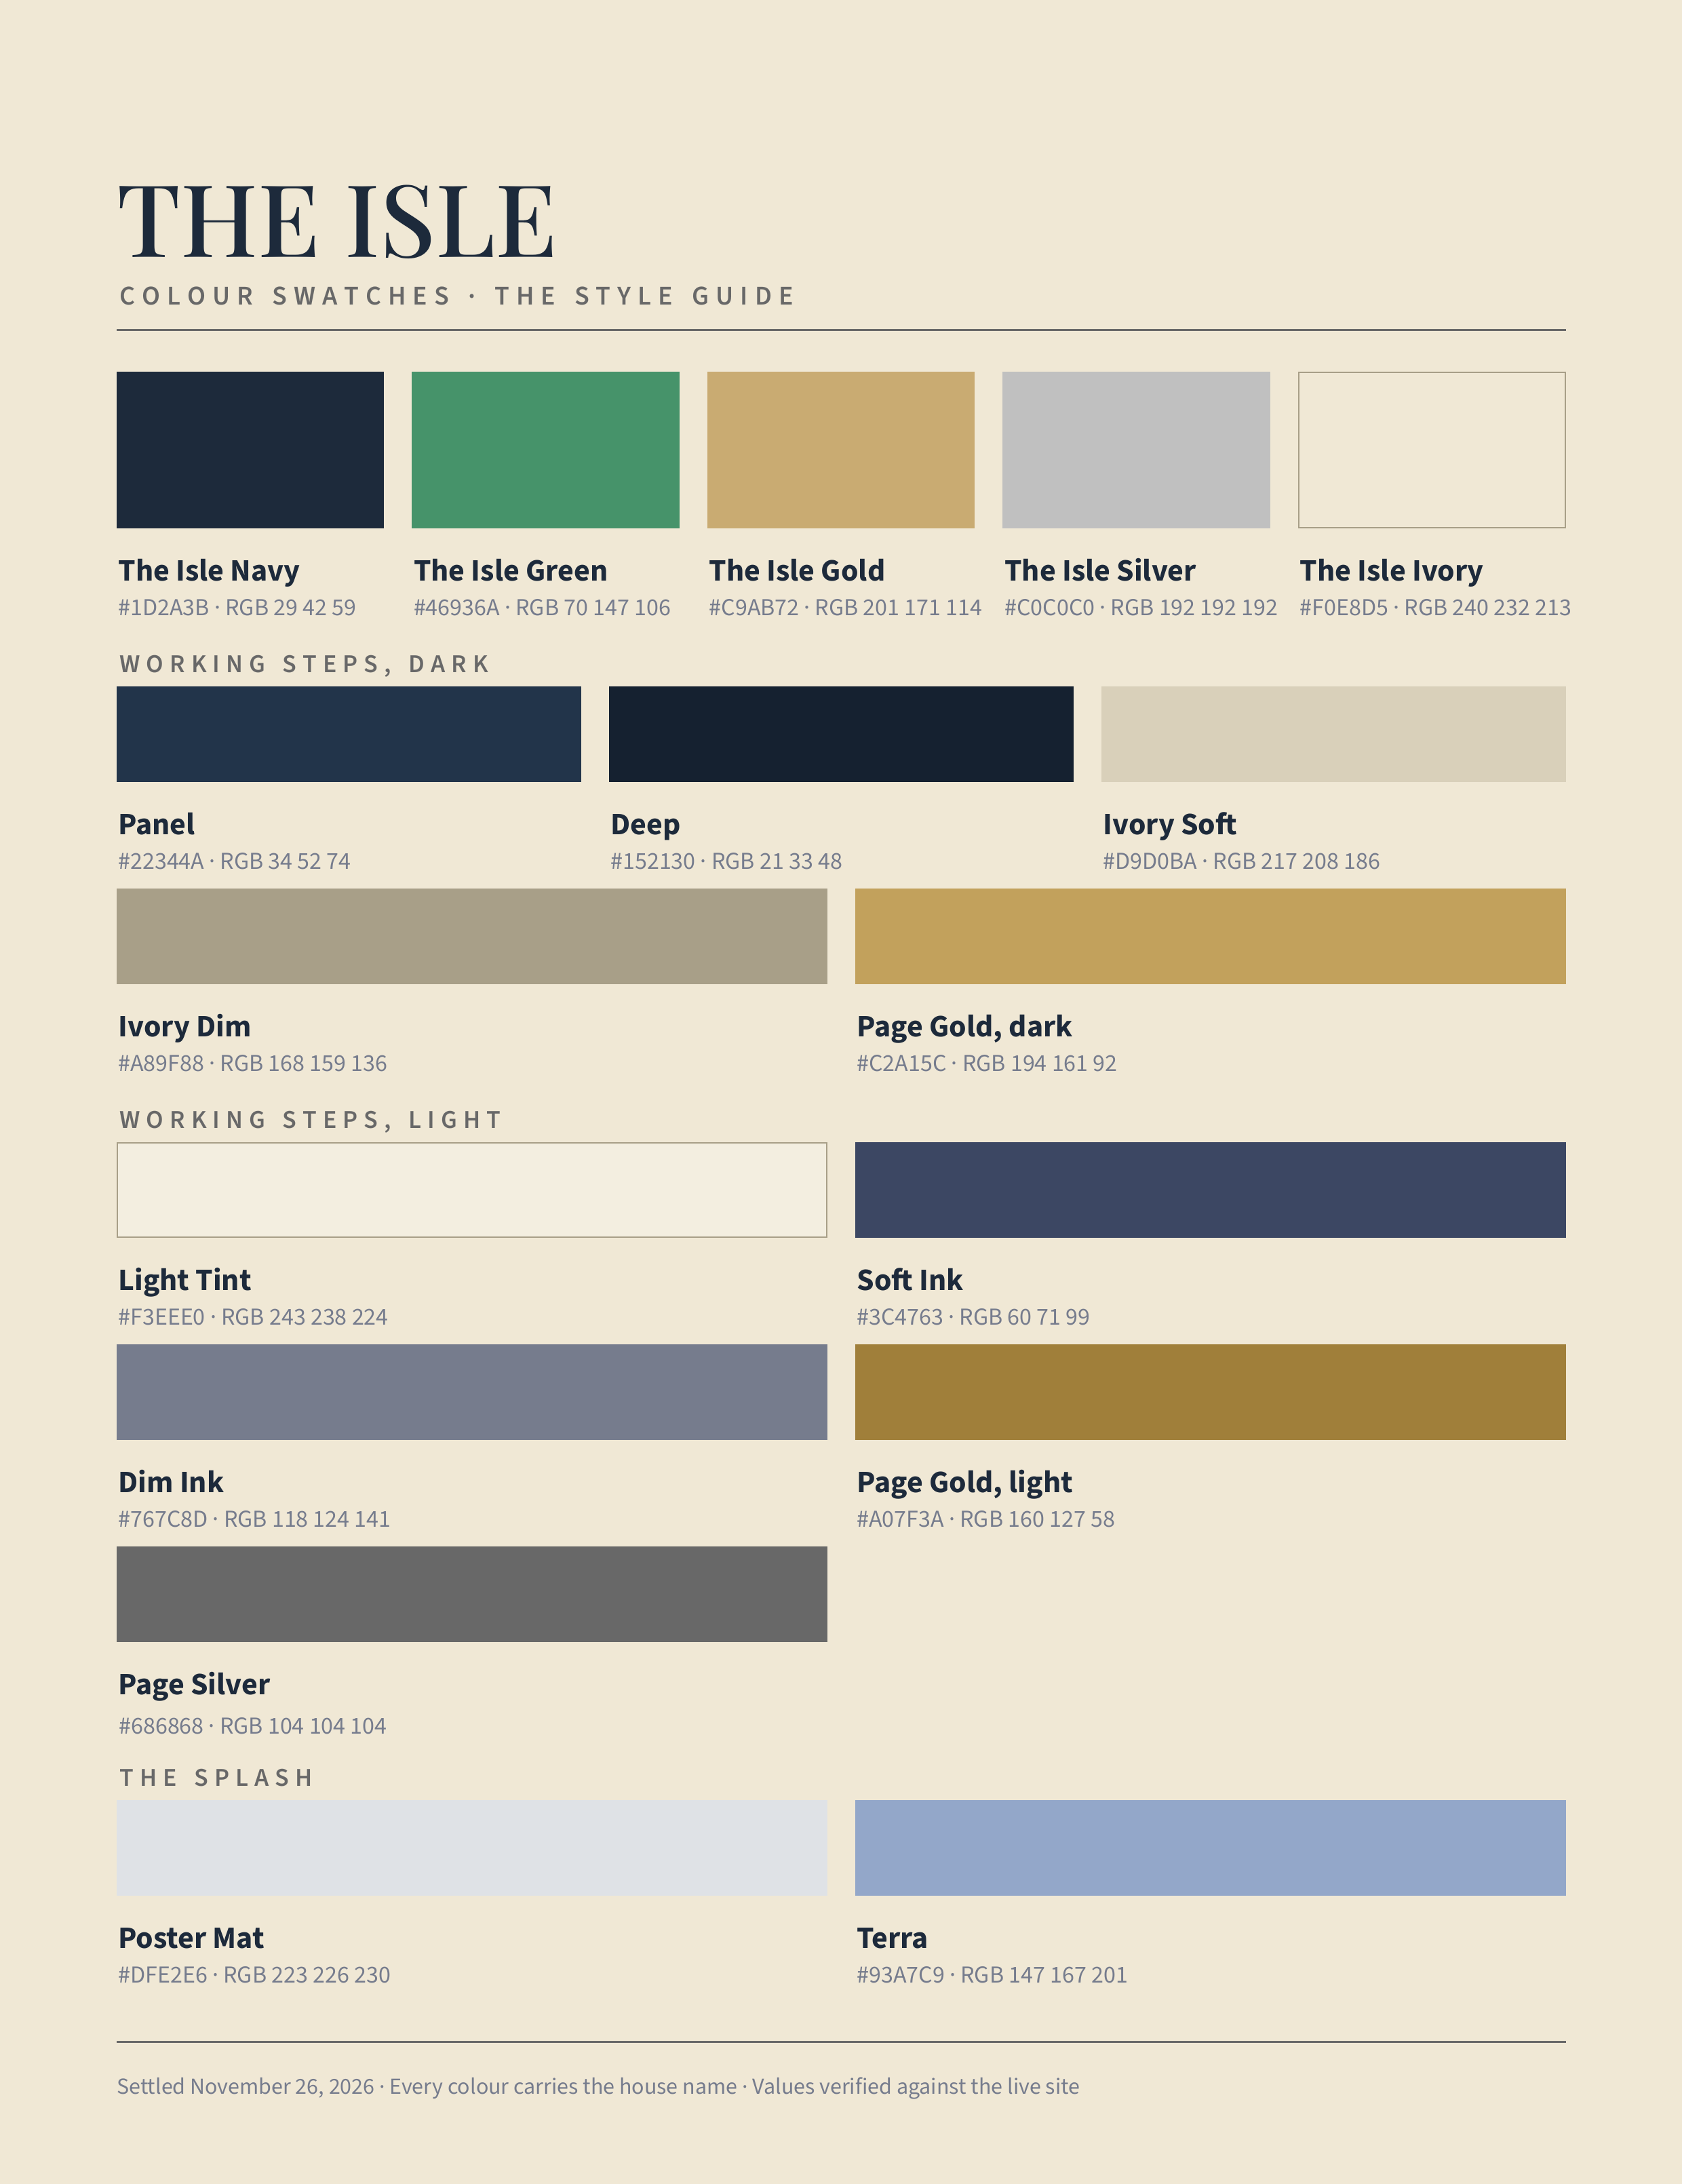 THE ISLE
COLOUR SWATCHES · THE STYLE GUIDE
The Isle Navy
#1D2A3B · RGB 29 42 59
The Isle Green
#46936A · RGB 70 147 106
The Isle Gold
#C9AB72 · RGB 201 171 114
The Isle Silver
#C0C0C0 · RGB 192 192 192
The Isle Ivory
#F0E8D5 · RGB 240 232 213
WORKING STEPS, DARK
Panel
#22344A · RGB 34 52 74
Deep
#152130 · RGB 21 33 48
Ivory Soft
#D9D0BA · RGB 217 208 186
Ivory Dim
#A89F88 · RGB 168 159 136
Page Gold, dark
#C2A15C · RGB 194 161 92
WORKING STEPS, LIGHT
Light Tint
#F3EEE0 · RGB 243 238 224
Soft Ink
#3C4763 · RGB 60 71 99
Dim Ink
#767C8D · RGB 118 124 141
Page Gold, light
#A07F3A · RGB 160 127 58
Page Silver
#686868 · RGB 104 104 104
THE SPLASH
Poster Mat
#DFE2E6 · RGB 223 226 230
Terra
#93A7C9 · RGB 147 167 201
Settled November 26, 2026 · Every colour carries the house name · Values verified against the live site